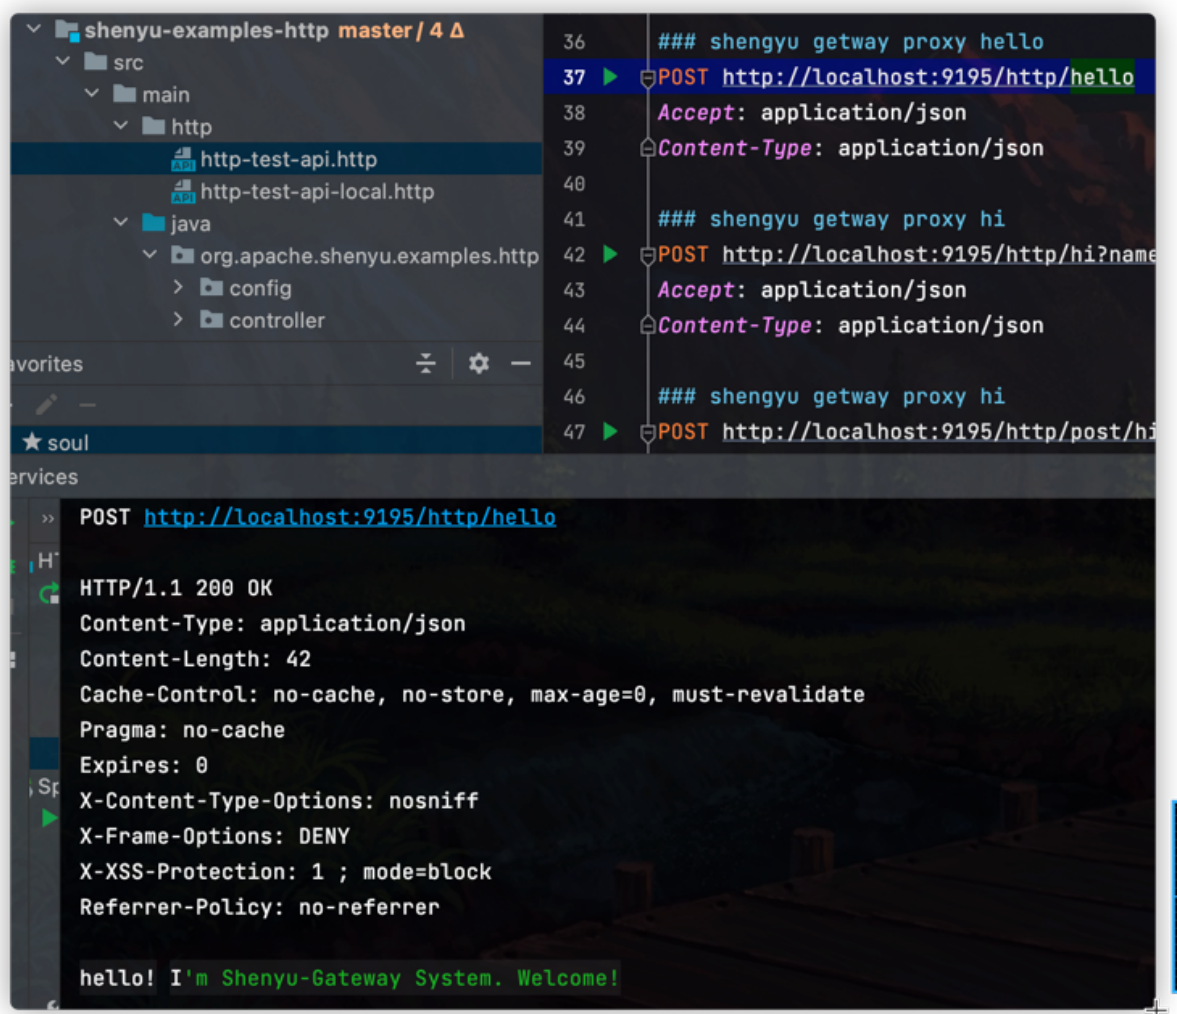 shenyu-examples-http master / 4 Δ
src
main
http
http-test-api.http
http-test-api-local.http
java
org.apache.shenyu.examples.http
config
controller
avorites
soul
36 ### shengyu getway proxy hello
37 POST http://localhost:9195/http/hello
38 Accept: application/json
39 Content-Type: application/json
40
41 ### shengyu getway proxy hi
42 POST http://localhost:9195/http/hi?name
43 Accept: application/json
44 Content-Type: application/json
45
46 ### shengyu getway proxy hi
47 POST http://localhost:9195/http/post/hi
ervices
POST http://localhost:9195/http/hello
HTTP/1.1 200 OK
Content-Type: application/json
Content-Length: 42
Cache-Control: no-cache, no-store, max-age=0, must-revalidate
Pragma: no-cache
Expires: 0
X-Content-Type-Options: nosniff
X-Frame-Options: DENY
X-XSS-Protection: 1 ; mode=block
Referrer-Policy: no-referrer
hello! I'm Shenyu-Gateway System. Welcome!